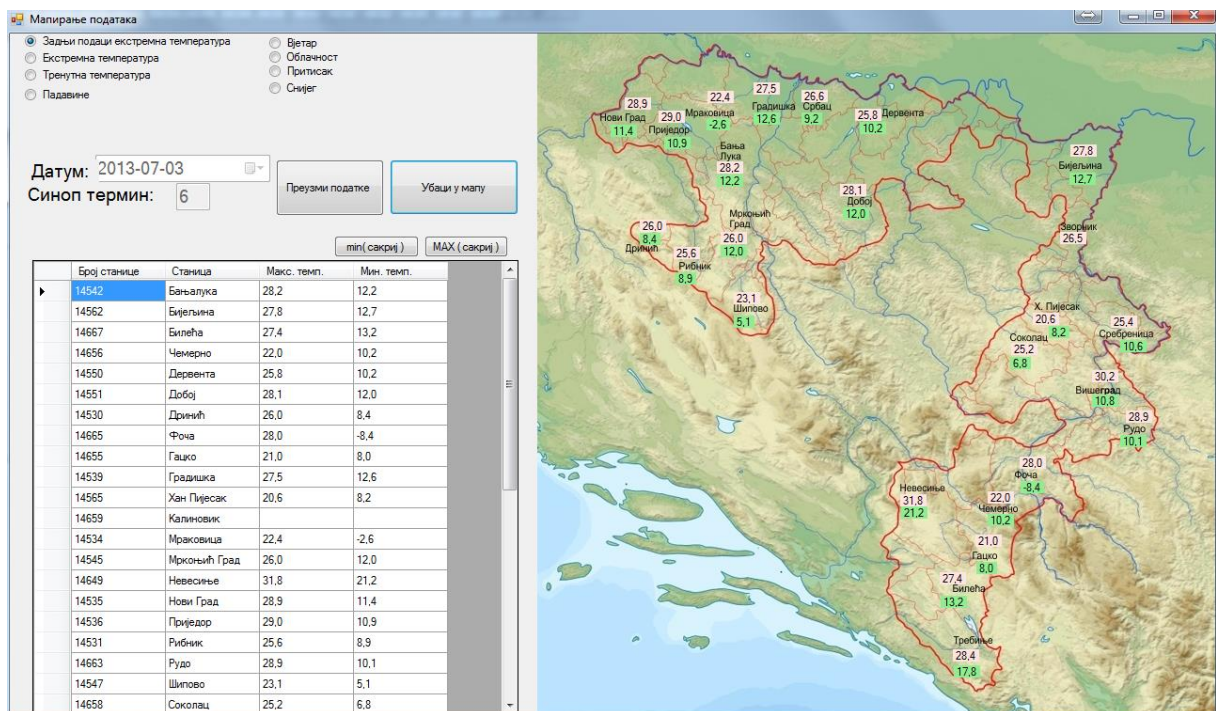 Мапирање података
Задњи подаци екстремна температура
Екстремна температура
Тренутна температура
Падавине
Вјетар
Облачност
Притисак
Снијег
Датум: 2013-07-03
Синоп термин: 6
Преузми податке
Убаци у мапу
min( сакриј )
MAX ( сакриј )
Број станице Станица Макс. темп. Мин. темп.
14542 Бањалука 28,2 12,2
14562 Бијељина 27,8 12,7
14667 Билећа 27,4 13,2
14656 Чемерно 22,0 10,2
14550 Дервента 25,8 10,2
14551 Добој 28,1 12,0
14530 Дринић 26,0 8,4
14665 Фоча 28,0 -8,4
14655 Гацко 21,0 8,0
14539 Градишка 27,5 12,6
14565 Хан Пијесак 20,6 8,2
14659 Калиновик
14534 Мраковица 22,4 -2,6
14545 Мркоњић Град 26,0 12,0
14649 Невесиње 31,8 21,2
14535 Нови Град 28,9 11,4
14536 Приједор 29,0 10,9
14531 Рибник 25,6 8,9
14663 Рудо 28,9 10,1
14547 Шипово 23,1 5,1
14658 Соколац 25,2 6,8
28,9
Нови Град
11,4
29,0
Приједор
10,9
22,4
Мраковица
-2,6
27,5
Градишка
12,6
26,6
Србац
9,2
25,8 Дервента
10,2
Бања
Лука
28,2
12,2
27,8
Бијељина
12,7
28,1
Добој
12,0
Мркоњић
Град
26,0
12,0
26,0
8,4
Дринић
25,6
Рибник
8,9
23,1
Шипово
5,1
Зворник
26,5
Х. Пијесак
20,6
8,2
Соколац
25,2
6,8
25,4
Сребреница
10,6
30,2
Вишеград
10,8
28,9
Рудо
10,1
28,0
Фоча
-8,4
Невесиње
31,8
21,2
22,0
Чемерно
10,2
21,0
Гацко
8,0
27,4
Билећа
13,2
Требиње
28,4
17,8